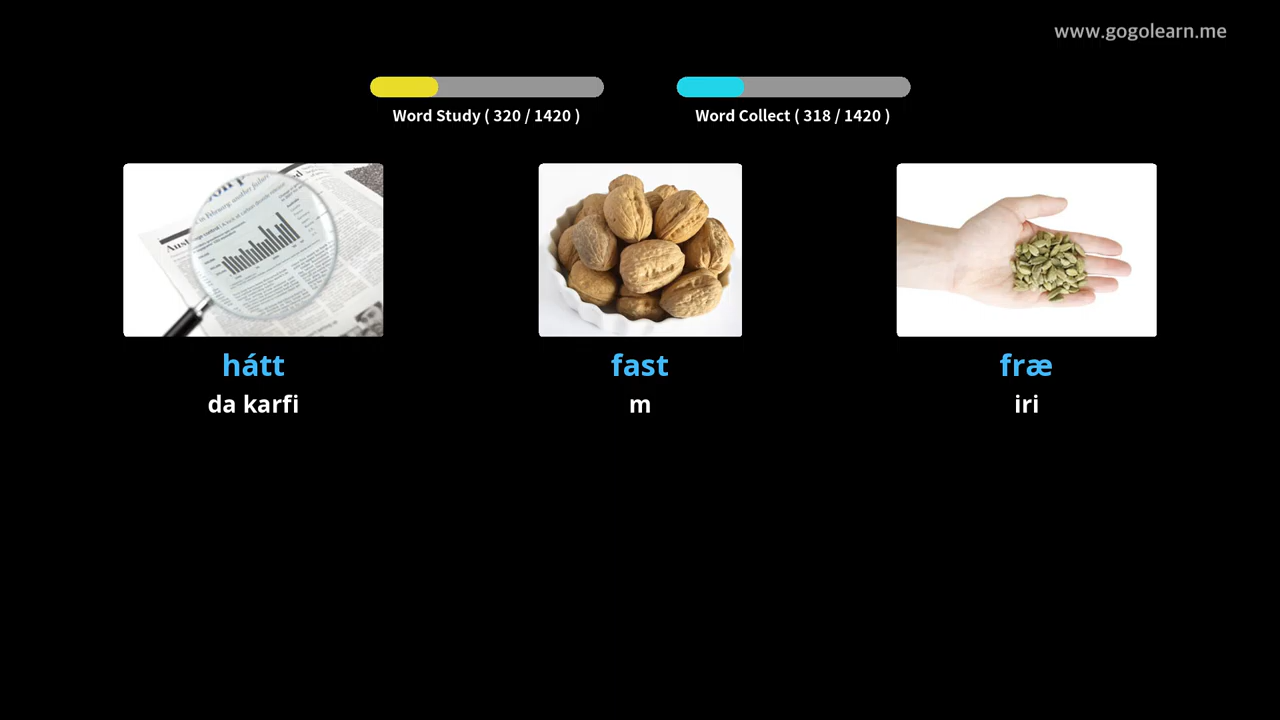 www.gogolearn.me
Word Study ( 320 / 1420 )
Word Collect ( 318 / 1420 )
hátt
fast
fræ
da karfi
m
iri